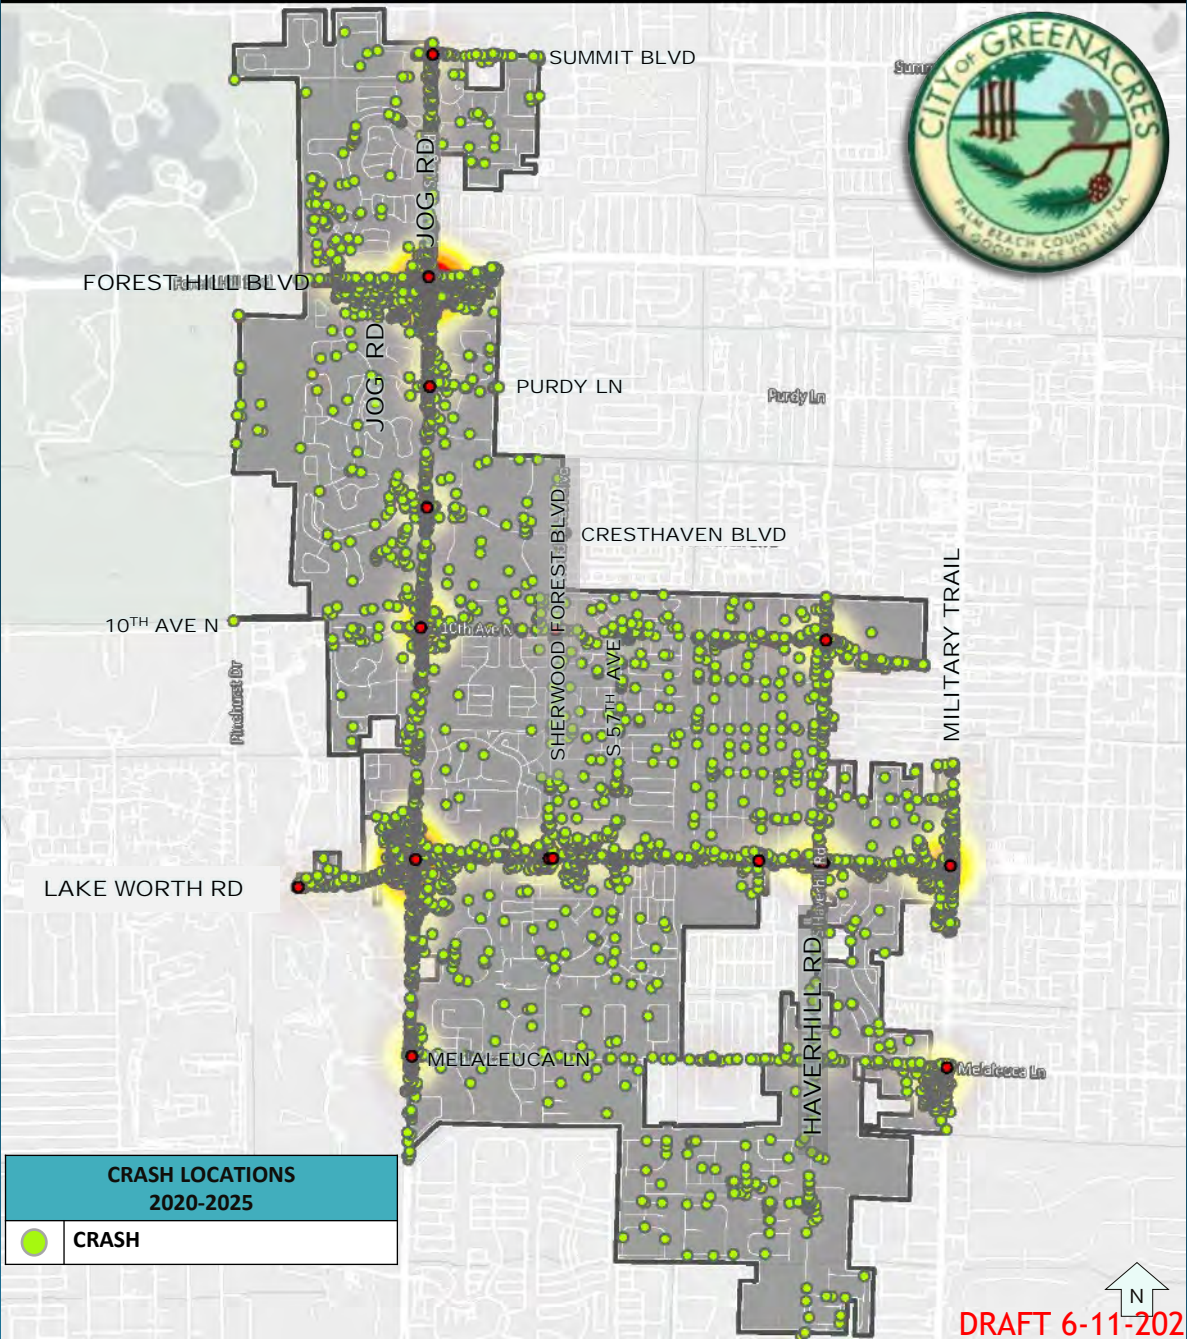 SUMMIT BLVD
Summ
CITY OF GREENACRES
PALM BEACH COUNTY, FLA
A GOOD PLACE TO LIVE
JOG RD
FOREST HILL BLVD
JOG RD
PURDY LN
Purdy Ln
SHERWOOD FOREST BLVD
CRESTHAVEN BLVD
MILITARY TRAIL
10TH AVE N
10th Ave N
S 57TH AVE
Pinehurst Dr
LAKE WORTH RD
Haverhill Rd
HAVERHILL RD
MELALEUCA LN
Melaleuca Ln
CRASH LOCATIONS
2020-2025
CRASH
N
DRAFT 6-11-202